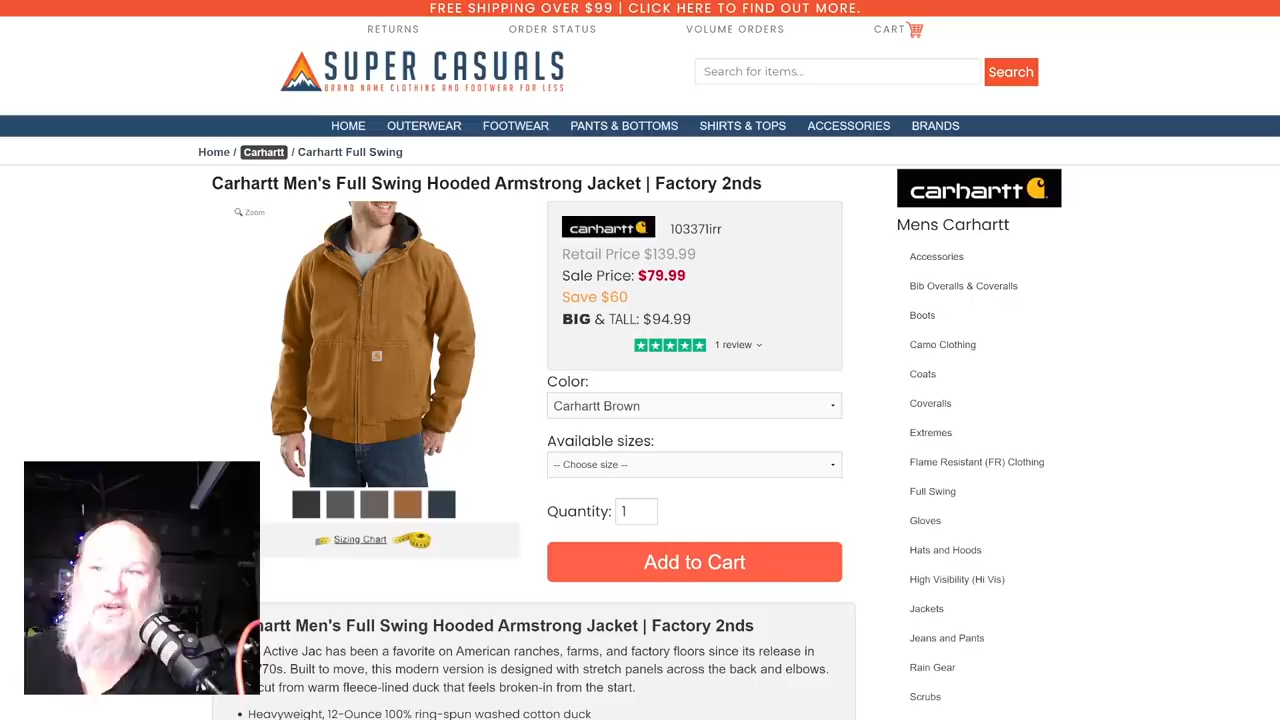 FREE SHIPPING OVER $99 | CLICK HERE TO FIND OUT MORE.
RETURNS
ORDER STATUS
VOLUME ORDERS
CART
SUPER CASUALS
BRAND NAME CLOTHING AND FOOTWEAR FOR LESS
Search for items...
Search
HOME OUTERWEAR FOOTWEAR PANTS & BOTTOMS SHIRTS & TOPS ACCESSORIES BRANDS
Home / Carhartt / Carhartt Full Swing
Carhartt Men's Full Swing Hooded Armstrong Jacket | Factory 2nds
Zoom
carhartt 103371irr
Retail Price $139.99
Sale Price: $79.99
Save $60
BIG & TALL: $94.99
1 review
Color:
Carhartt Brown
Available sizes:
-- Choose size --
Quantity: 1
Add to Cart
Sizing Chart
hartt Men's Full Swing Hooded Armstrong Jacket | Factory 2nds
Active Jac has been a favorite on American ranches, farms, and factory floors since its release in
70s. Built to move, this modern version is designed with stretch panels across the back and elbows.
cut from warm fleece-lined duck that feels broken-in from the start.
• Heavyweight, 12-Ounce 100% ring-spun washed cotton duck
carhartt
Mens Carhartt
Accessories
Bib Overalls & Coveralls
Boots
Camo Clothing
Coats
Coveralls
Extremes
Flame Resistant (FR) Clothing
Full Swing
Gloves
Hats and Hoods
High Visibility (Hi Vis)
Jackets
Jeans and Pants
Rain Gear
Scrubs